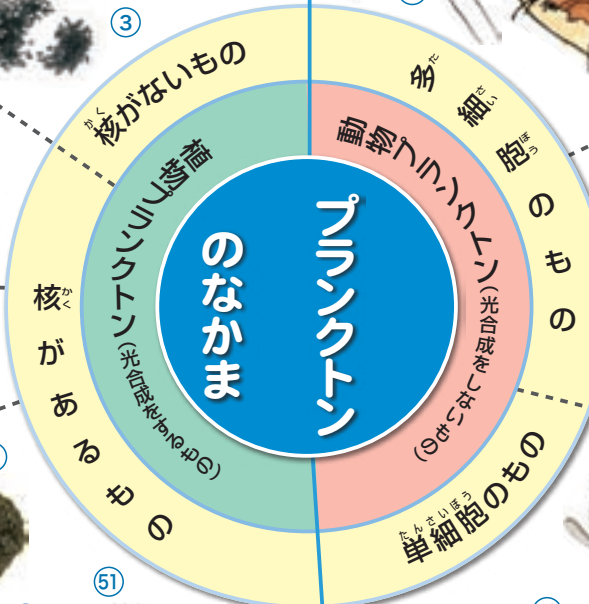 プランクトン
のなかま
動物プランクトン(光合成をしないもの)
多細胞のもの
た さい ぼう
単細胞のもの
たんさいぼう
植物プランクトン(光合成をするもの)
核がないもの
かく
核があるもの
かく
③
51